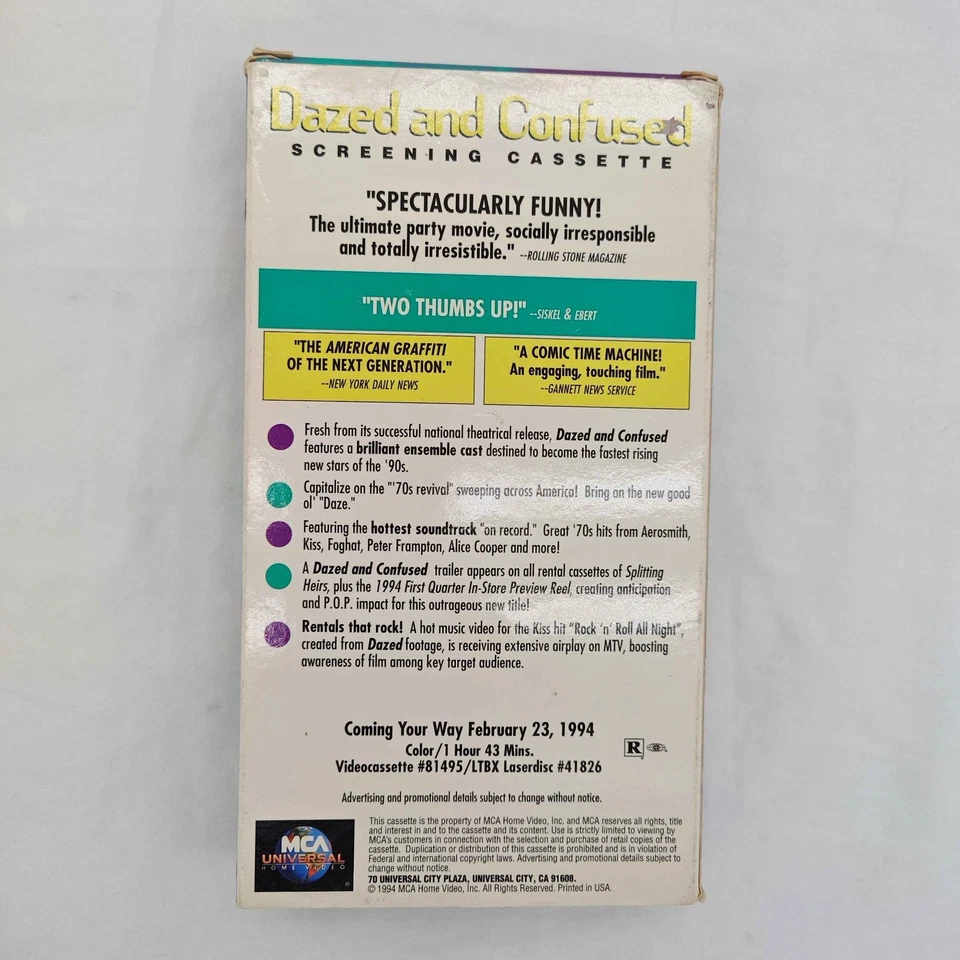 Dazed and Confused
SCREENING CASSETTE
"SPECTACULARLY FUNNY!
The ultimate party movie, socially irresponsible
and totally irresistible." --ROLLING STONE MAGAZINE
"TWO THUMBS UP!" --SISKEL & EBERT
"THE AMERICAN GRAFFITI
OF THE NEXT GENERATION."
--NEW YORK DAILY NEWS
"A COMIC TIME MACHINE!
An engaging, touching film."
--GANNETT NEWS SERVICE
Fresh from its successful national theatrical release, Dazed and Confused
features a brilliant ensemble cast destined to become the fastest rising
new stars of the '90s.
Capitalize on the "'70s revival" sweeping across America! Bring on the new good
ol' "Daze."
Featuring the hottest soundtrack "on record." Great '70s hits from Aerosmith,
Kiss, Foghat, Peter Frampton, Alice Cooper and more!
A Dazed and Confused trailer appears on all rental cassettes of Splitting
Heirs, plus the 1994 First Quarter In-Store Preview Reel, creating anticipation
and P.O.P. impact for this outrageous new title!
Rentals that rock! A hot music video for the Kiss hit "Rock 'n' Roll All Night",
created from Dazed footage, is receiving extensive airplay on MTV, boosting
awareness of film among key target audience.
Coming Your Way February 23, 1994
Color/1 Hour 43 Mins.
Videocassette #81495/LTBX Laserdisc #41826
R
Advertising and promotional details subject to change without notice.
MCA
UNIVERSAL
HOME VIDEO
®
This cassette is the property of MCA Home Video, Inc. and MCA reserves all rights, title
and interest in and to the cassette and its content. Use is strictly limited to viewing by
MCA's customers in connection with the selection and purchase of retail copies of the
cassette. Duplication or distribution of this cassette is prohibited and is in violation of
Federal and international copyright laws. Advertising and promotional details subject to
change without notice.
70 UNIVERSAL CITY PLAZA, UNIVERSAL CITY, CA 91608.
© 1994 MCA Home Video, Inc. All Rights Reserved. Printed in USA.